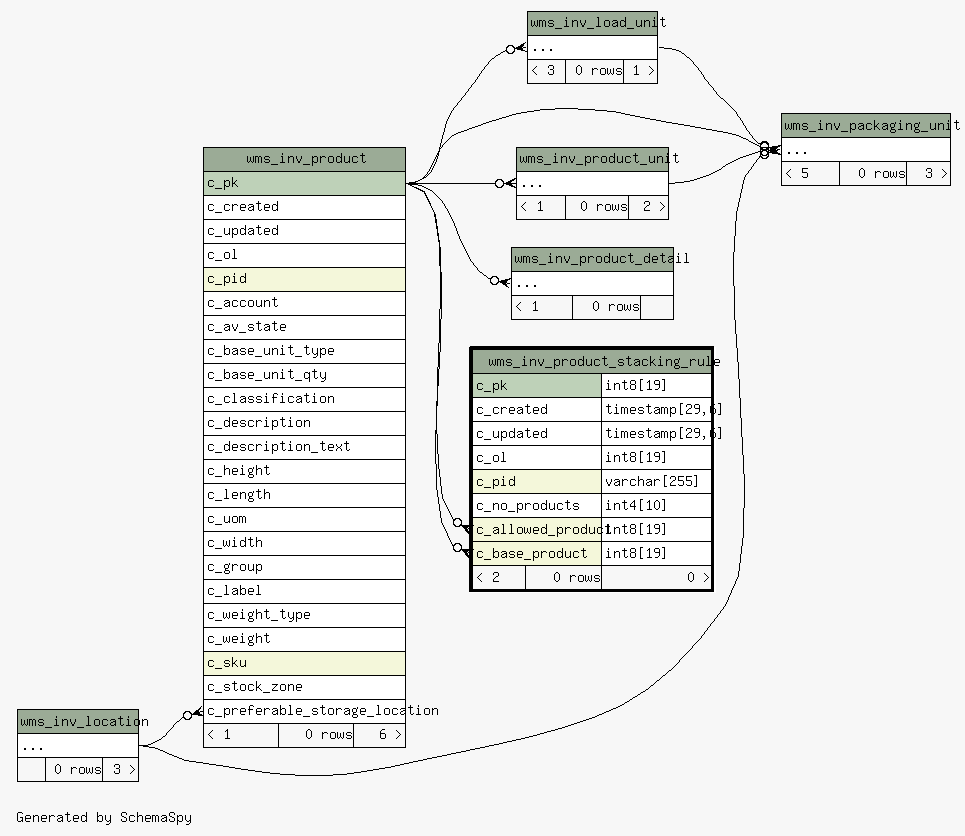 wms_inv_load_unit
...
< 3 0 rows 1 >
wms_inv_packaging_unit
...
< 5 0 rows 3 >
wms_inv_product
c_pk
c_created
c_updated
c_ol
c_pid
c_account
c_av_state
c_base_unit_type
c_base_unit_qty
c_classification
c_description
c_description_text
c_height
c_length
c_uom
c_width
c_group
c_label
c_weight_type
c_weight
c_sku
c_stock_zone
c_preferable_storage_location
< 1 0 rows 6 >
wms_inv_product_unit
...
< 1 0 rows 2 >
wms_inv_product_detail
...
< 1 0 rows
wms_inv_product_stacking_rule
c_pk int8[19]
c_created timestamp[29,6]
c_updated timestamp[29,6]
c_ol int8[19]
c_pid varchar[255]
c_no_products int4[10]
c_allowed_product int8[19]
c_base_product int8[19]
< 2 0 rows 0 >
wms_inv_location
...
0 rows 3 >
Generated by SchemaSpy